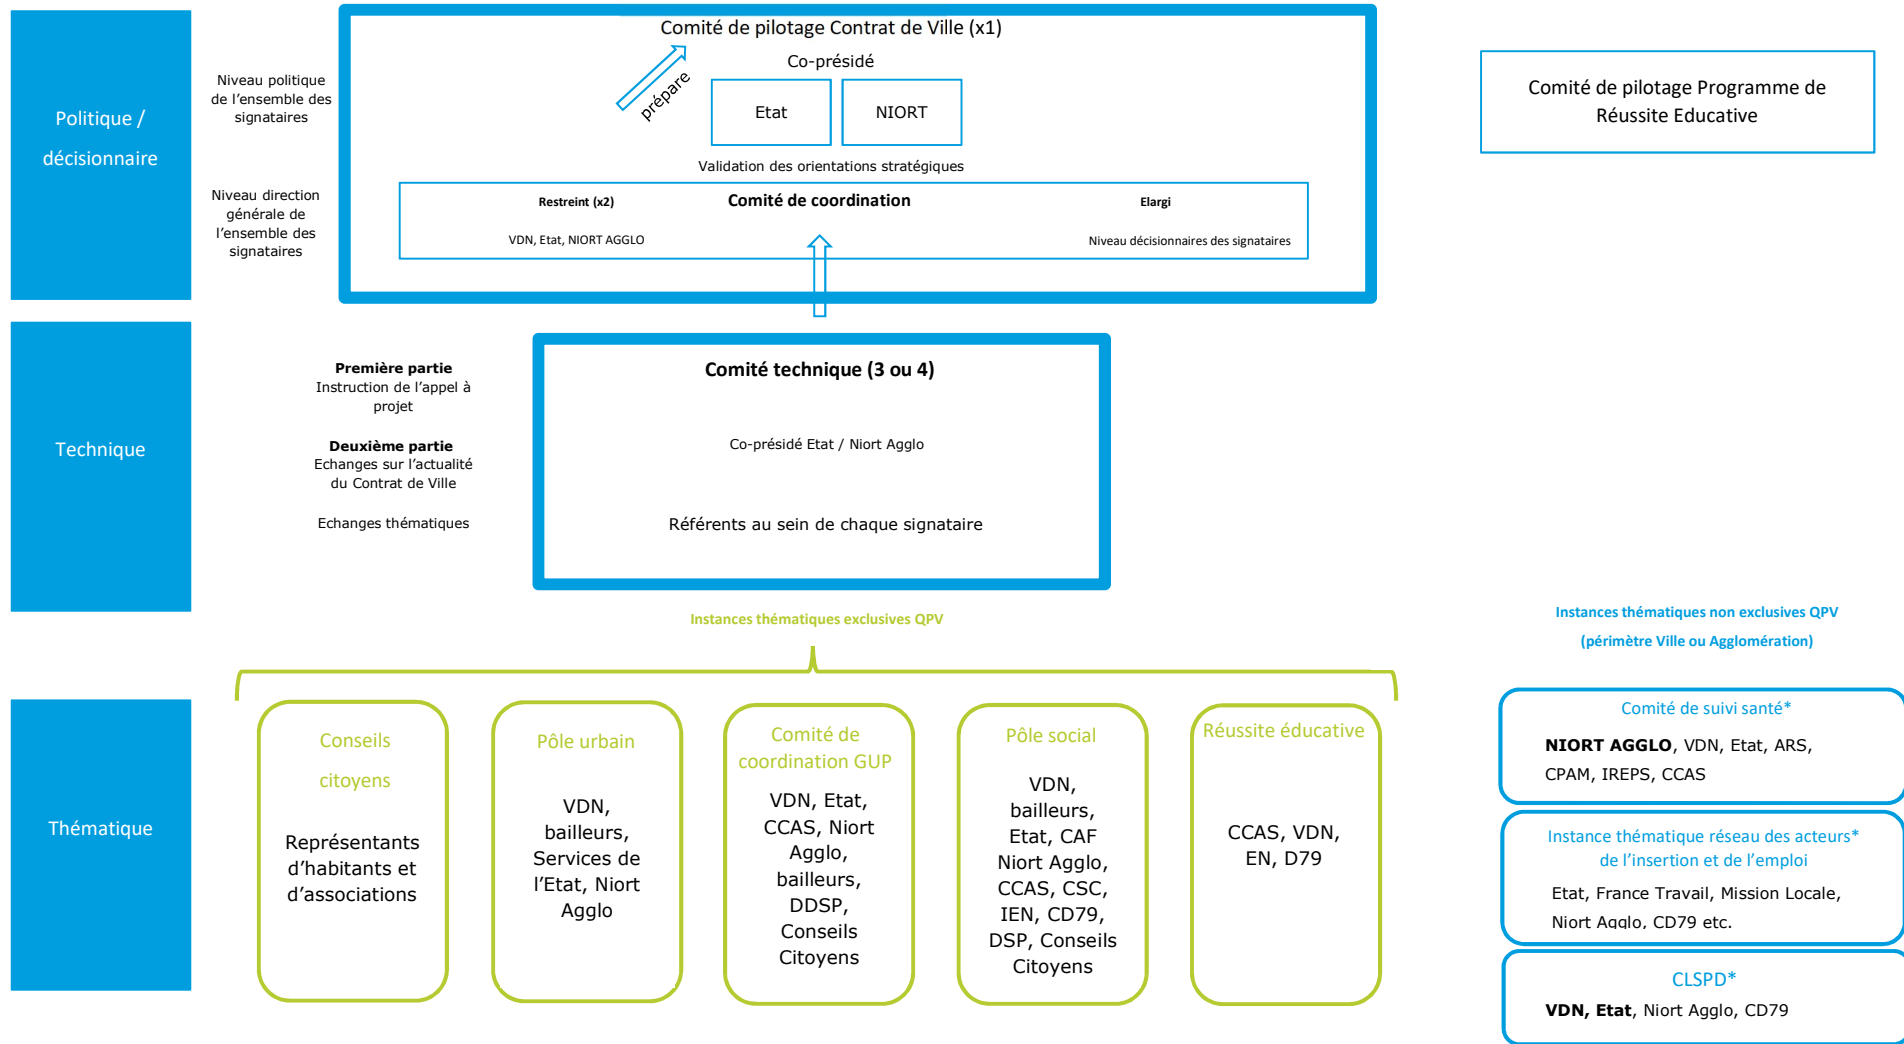 Politique /
décisionnaire
Niveau politique
de l’ensemble des
signataires
Niveau direction
générale de
l’ensemble des
signataires
Comité de pilotage Contrat de Ville (x1)
Co-présidé
prépare
Etat
NIORT
Validation des orientations stratégiques
Restreint (x2)
Comité de coordination
Elargi
VDN, Etat, NIORT AGGLO
Niveau décisionnaires des signataires
Comité de pilotage Programme de
Réussite Educative
Technique
Première partie
Instruction de l’appel à
projet
Deuxième partie
Echanges sur l’actualité
du Contrat de Ville
Echanges thématiques
Comité technique (3 ou 4)
Co-présidé Etat / Niort Agglo
Référents au sein de chaque signataire
Instances thématiques exclusives QPV
Instances thématiques non exclusives QPV
(périmètre Ville ou Agglomération)
Thématique
Conseils
citoyens
Représentants
d’habitants et
d’associations
Pôle urbain
VDN,
bailleurs,
Services de
l’Etat, Niort
Agglo
Comité de
coordination GUP
VDN, Etat,
CCAS, Niort
Agglo,
bailleurs,
DDSP,
Conseils
Citoyens
Pôle social
VDN,
bailleurs,
Etat, CAF
Niort Agglo,
CCAS, CSC,
IEN, CD79,
DSP, Conseils
Citoyens
Réussite éducative
CCAS, VDN,
EN, D79
Comité de suivi santé*
NIORT AGGLO, VDN, Etat, ARS,
CPAM, IREPS, CCAS
Instance thématique réseau des acteurs*
de l’insertion et de l’emploi
Etat, France Travail, Mission Locale,
Niort Agglo, CD79 etc.
CLSPD*
VDN, Etat, Niort Agglo, CD79